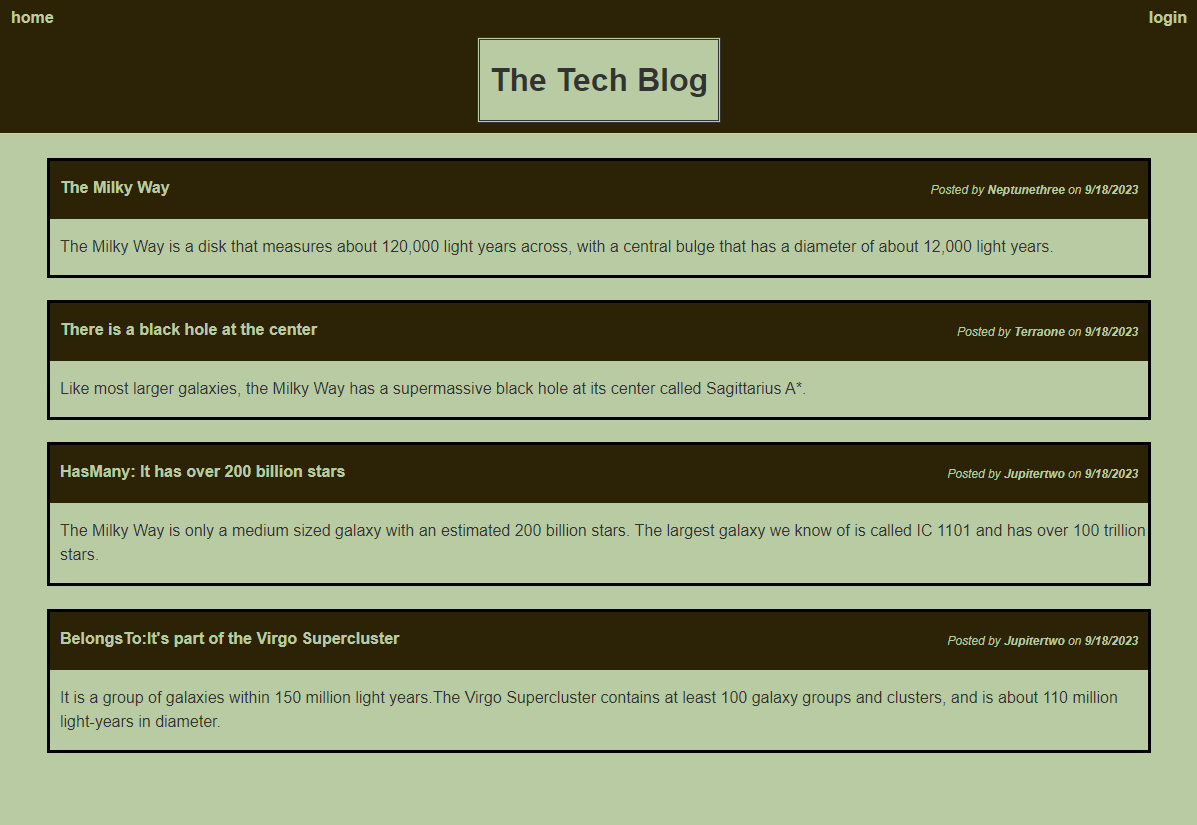 home
login
The Tech Blog
The Milky Way
Posted by Neptunethree on 9/18/2023
The Milky Way is a disk that measures about 120,000 light years across, with a central bulge that has a diameter of about 12,000 light years.
There is a black hole at the center
Posted by Terraone on 9/18/2023
Like most larger galaxies, the Milky Way has a supermassive black hole at its center called Sagittarius A*.
HasMany: It has over 200 billion stars
Posted by Jupitertwo on 9/18/2023
The Milky Way is only a medium sized galaxy with an estimated 200 billion stars. The largest galaxy we know of is called IC 1101 and has over 100 trillion
stars.
BelongsTo:It's part of the Virgo Supercluster
Posted by Jupitertwo on 9/18/2023
It is a group of galaxies within 150 million light years.The Virgo Supercluster contains at least 100 galaxy groups and clusters, and is about 110 million
light-years in diameter.